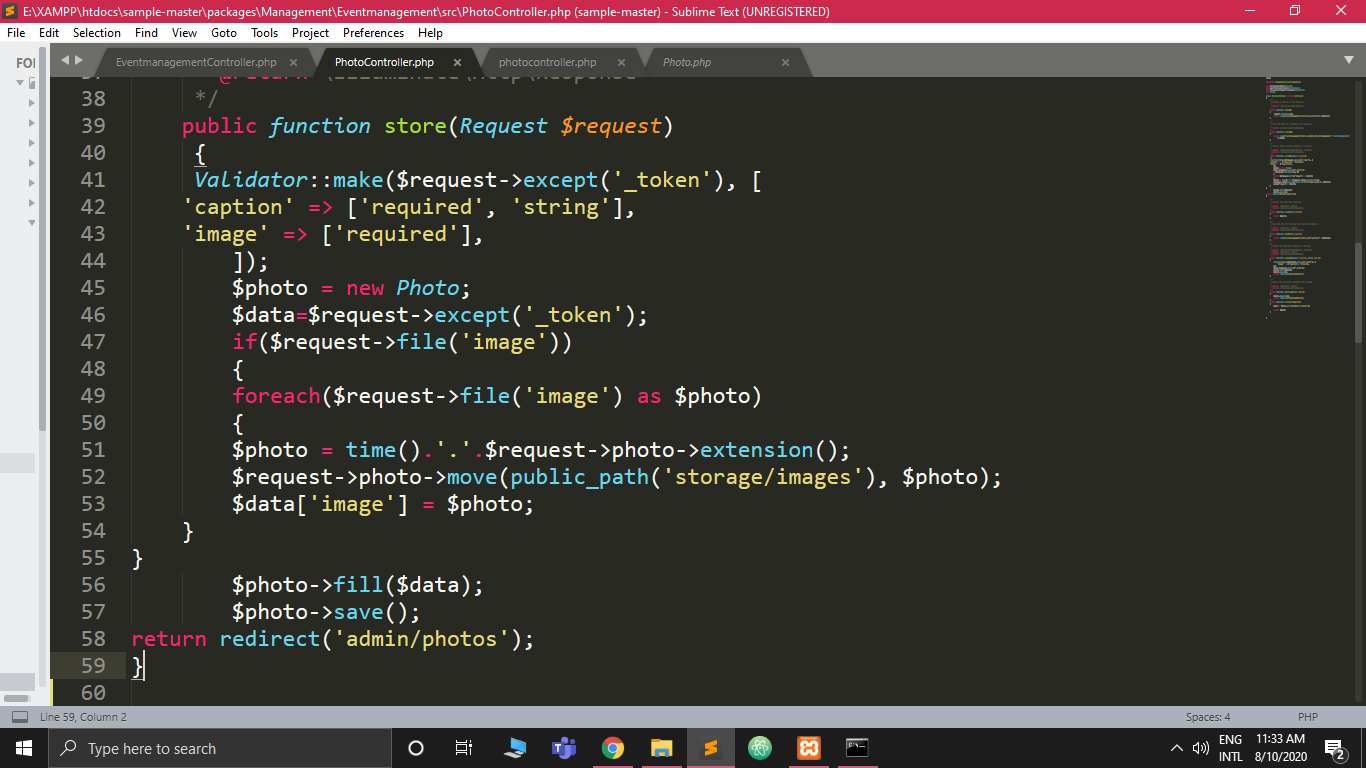 E:\XAMPP\htdocs\sample-master\packages\Management\Eventmanagement\src\PhotoController.php (sample-master) - Sublime Text (UNREGISTERED)
File Edit Selection Find View Goto Tools Project Preferences Help
FO
EventmanagementController.php PhotoController.php photocontroller.php Photo.php
37 @return \Illuminate\Http\Response
38 */
39 public function store(Request $request)
40 {
41 Validator::make($request->except('_token'), [
42 'caption' => ['required', 'string'],
43 'image' => ['required'],
44 ]);
45 $photo = new Photo;
46 $data=$request->except('_token');
47 if($request->file('image'))
48 {
49 foreach($request->file('image') as $photo)
50 {
51 $photo = time().'.'.$request->photo->extension();
52 $request->photo->move(public_path('storage/images'), $photo);
53 $data['image'] = $photo;
54 }
55 }
56 $photo->fill($data);
57 $photo->save();
58 return redirect('admin/photos');
59 }
60
Line 59, Column 2 Spaces: 4 PHP
Type here to search ENG 11:33 AM
INTL 8/10/2020 2